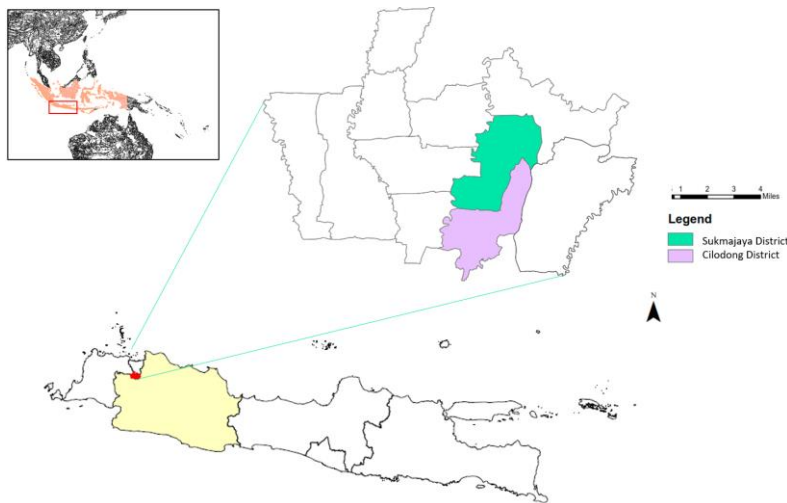 1 2 3 4
Miles
Legend
Sukmajaya District
Cilodong District
N